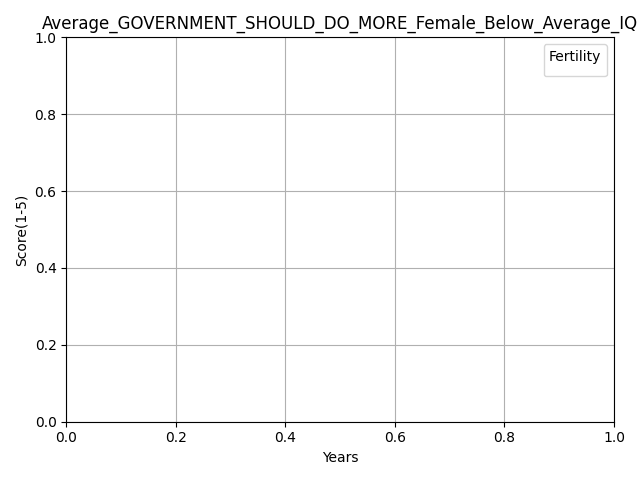 Average_GOVERNMENT_SHOULD_DO_MORE_Female_Below_Average_IQ
Fertility
1.0
0.8
0.6
0.4
0.2
0.0
Score(1-5)
0.0 0.2 0.4 0.6 0.8 1.0
Years